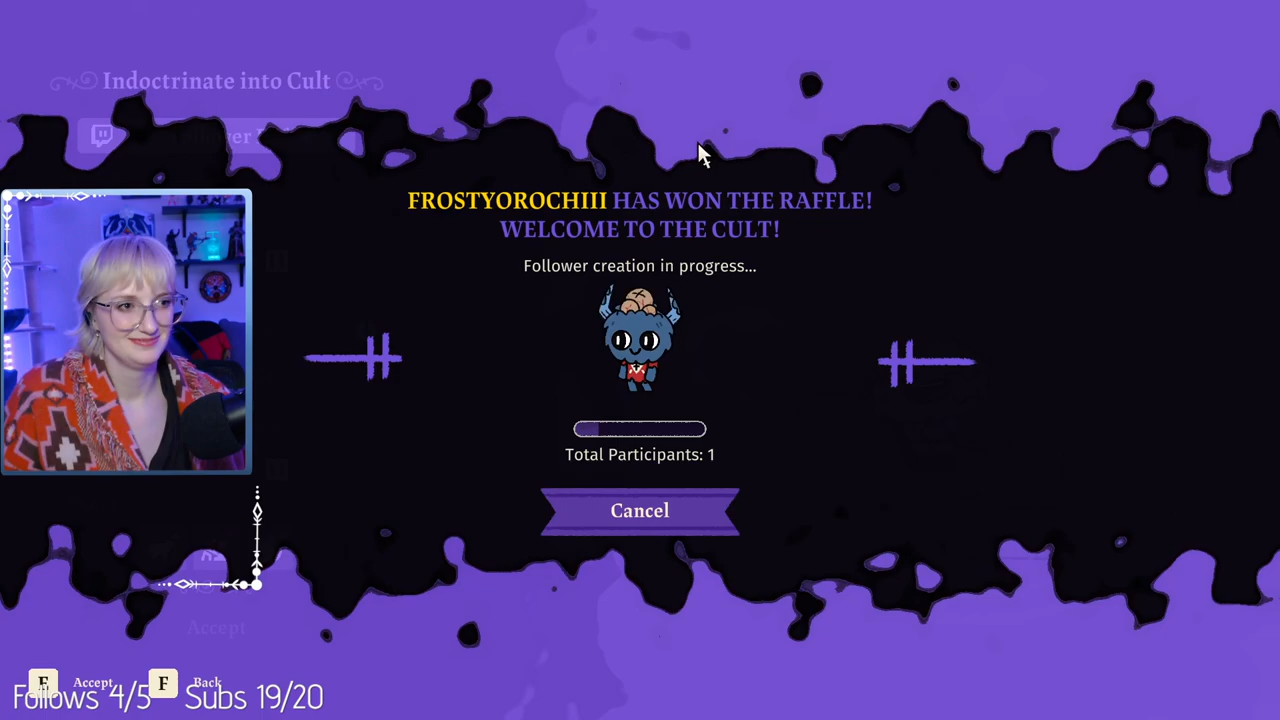 Indoctrinate into Cult
FROSTYOROCHIII HAS WON THE RAFFLE!
WELCOME TO THE CULT!
Follower creation in progress...
Total Participants: 1
Cancel
Accept
E Accept F Back
Follows 4/5 Subs 19/20